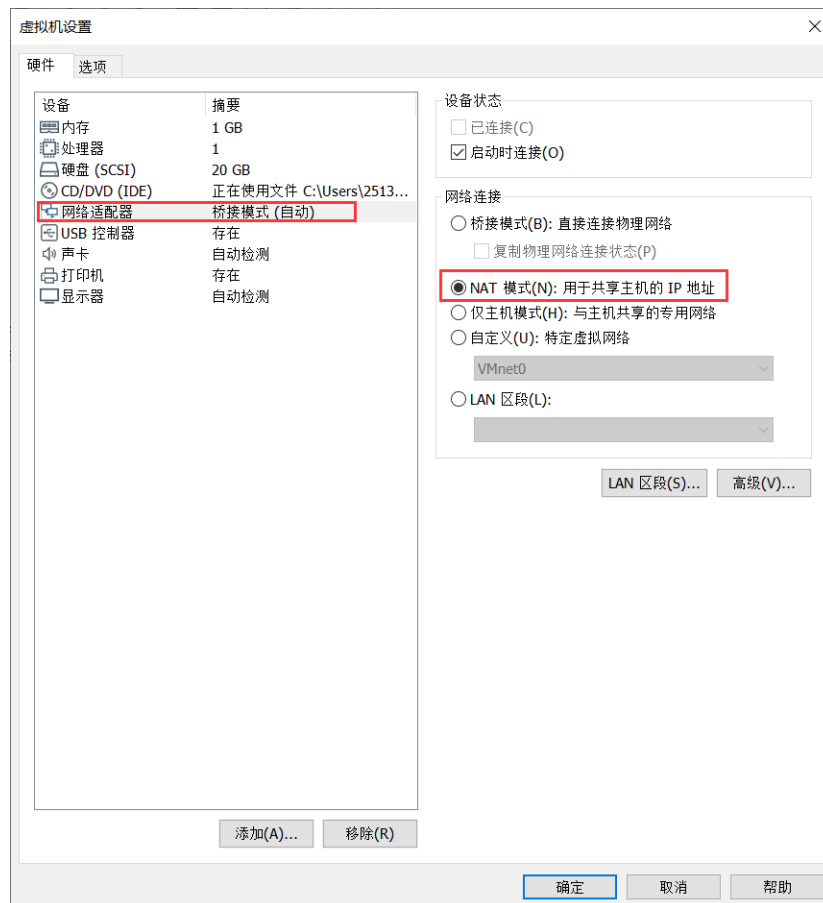 虚拟机设置
硬件 选项
设备 摘要
内存 1 GB
处理器 1
硬盘 (SCSI) 20 GB
CD/DVD (IDE) 正在使用文件 C:\Users\2513...
网络适配器 桥接模式 (自动)
USB 控制器 存在
声卡 自动检测
打印机 存在
显示器 自动检测
添加(A)... 移除(R)
设备状态
已连接(C)
启动时连接(O)
网络连接
桥接模式(B): 直接连接物理网络
复制物理网络连接状态(P)
NAT 模式(N): 用于共享主机的 IP 地址
仅主机模式(H): 与主机共享的专用网络
自定义(U): 特定虚拟网络
VMnet0
LAN 区段(L):
LAN 区段(S)... 高级(V)...
确定 取消 帮助